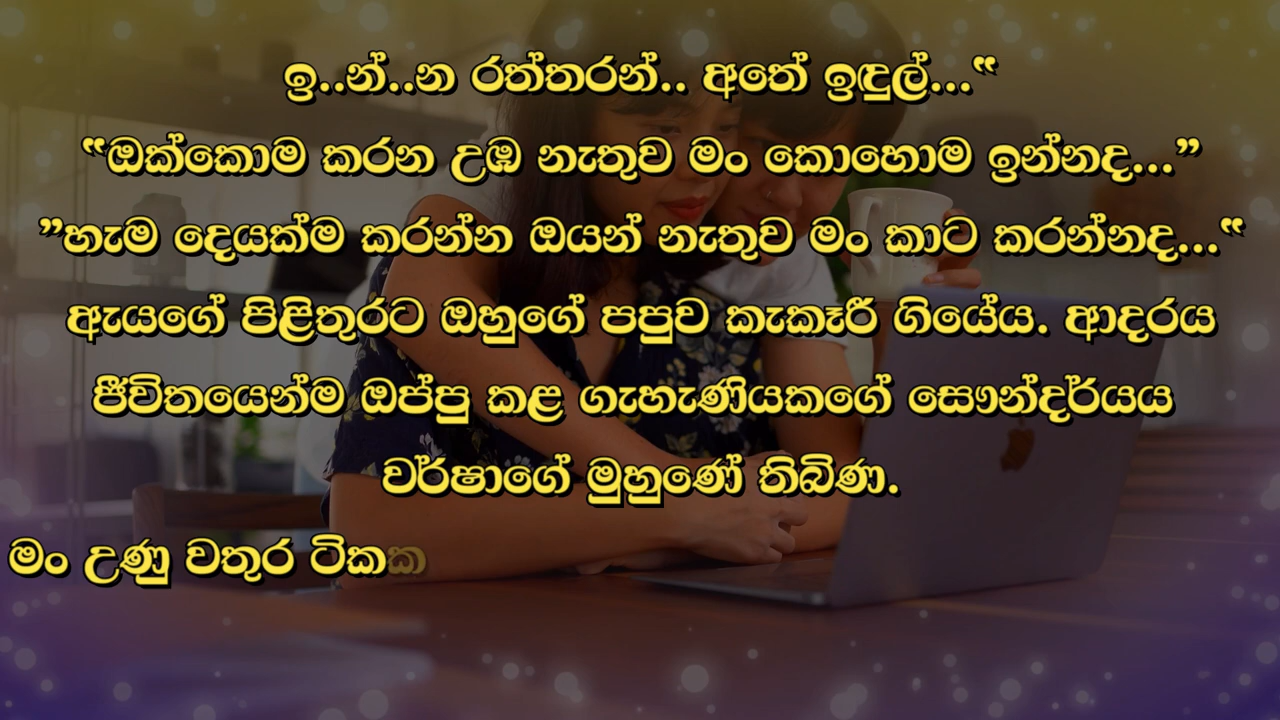 ඉ..න්..න රත්තරන්.. අතේ ඉඳුල්...“
“ඔක්කොම කරන උඹ නැතුව මං කොහොම ඉන්නද...”
”හැම දෙයක්ම කරන්න ඔයන් නැතුව මං කාට කරන්නද...“
ඇයගේ පිළිතුරට ඔහුගේ පපුව කැකෑරී ගියේය. ආදරය
ජීවිතයෙන්ම ඔප්පු කළ ගැහැණියකගේ සෞන්දර්යය
වර්ෂාගේ මුහුණේ තිබිණ.
මං උණු වතුර ටිකක